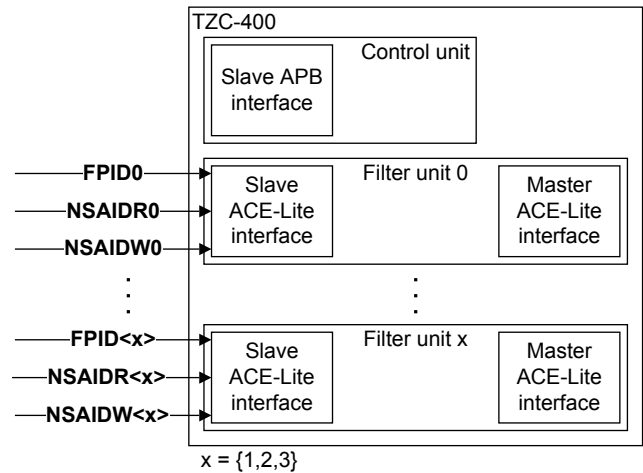 TZC-400
Control unit
Slave APB
interface
FPID0
NSAIDR0
NSAIDW0
Filter unit 0
Slave
ACE-Lite
interface
Master
ACE-Lite
interface
FPID<x>
NSAIDR<x>
NSAIDW<x>
Filter unit x
Slave
ACE-Lite
interface
Master
ACE-Lite
interface
x = {1,2,3}